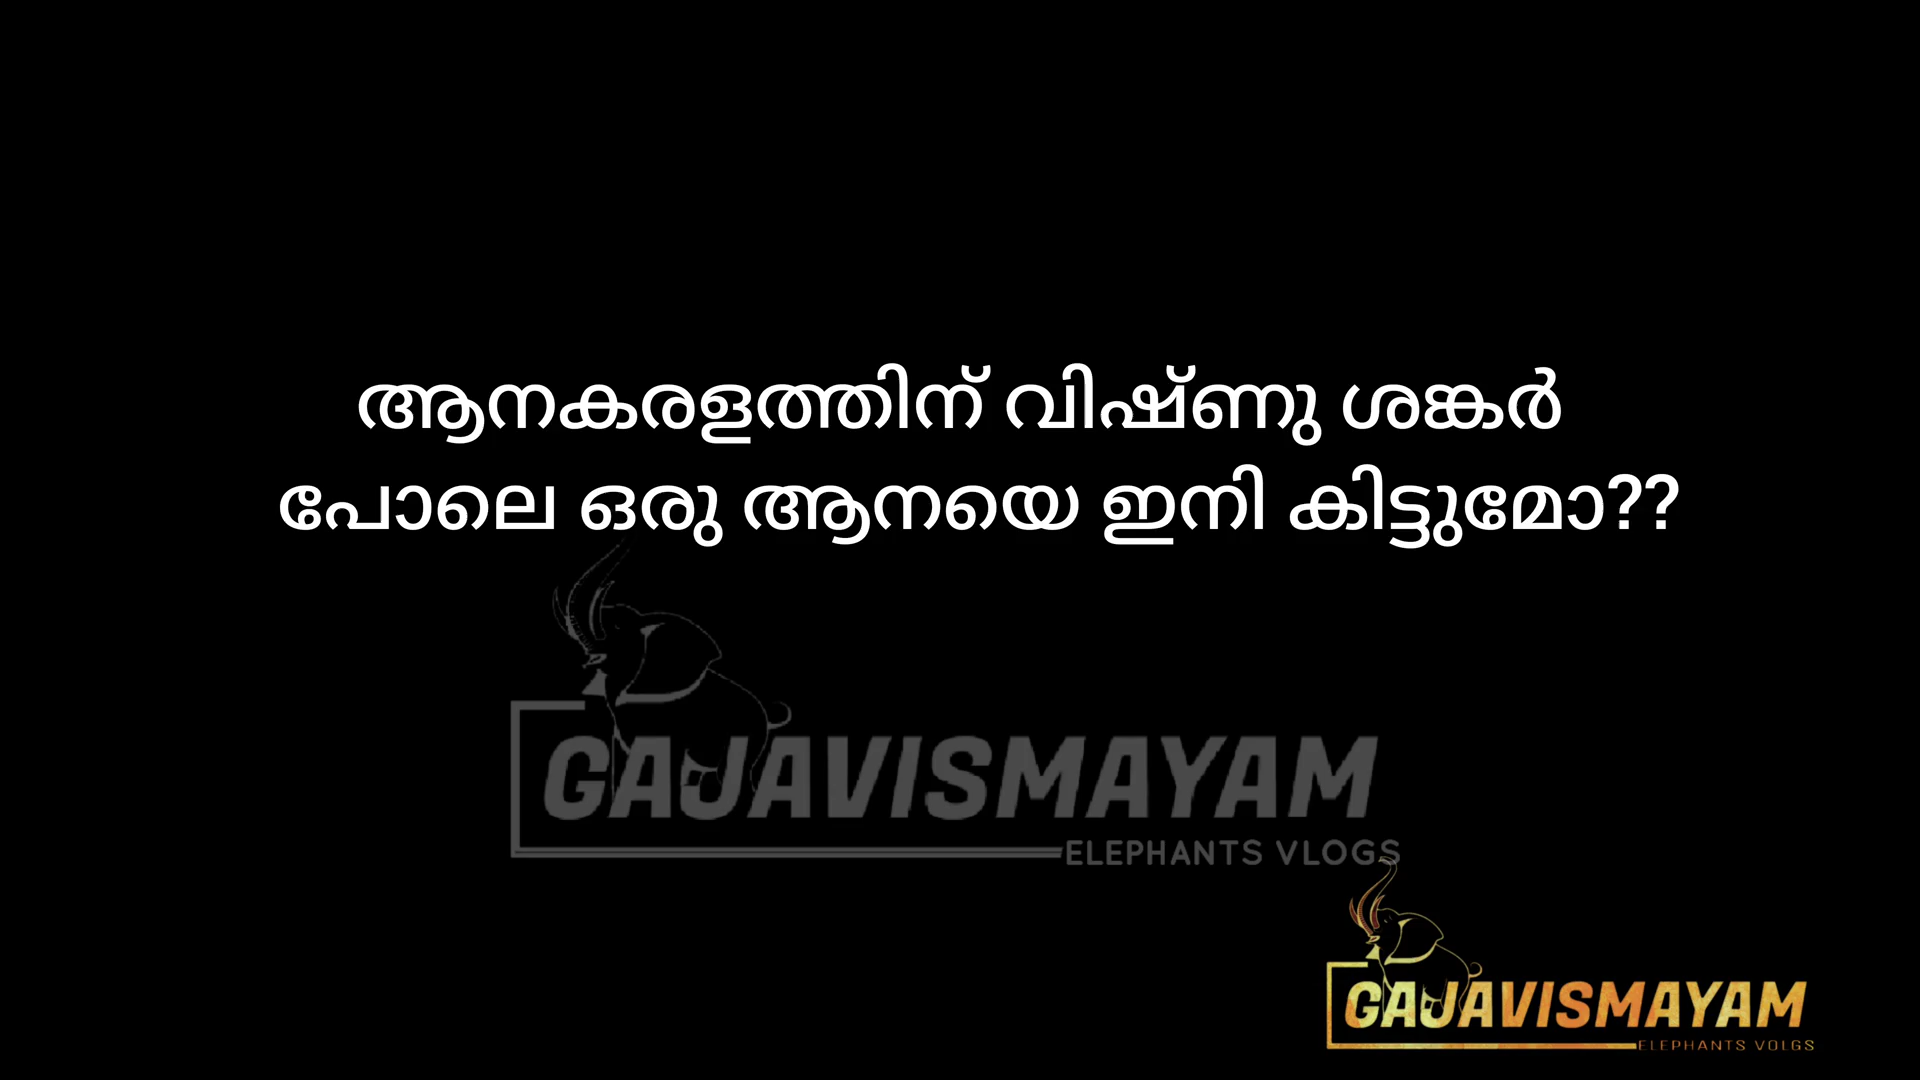 ആനകരളത്തിന് വിഷ്ണു ശങ്കർ
പോലെ ഒരു ആനയെ ഇനി കിട്ടുമോ??
GAJAVISMAYAM
ELEPHANTS VLOGS
GAJAVISMAYAM
ELEPHANTS VOLGS